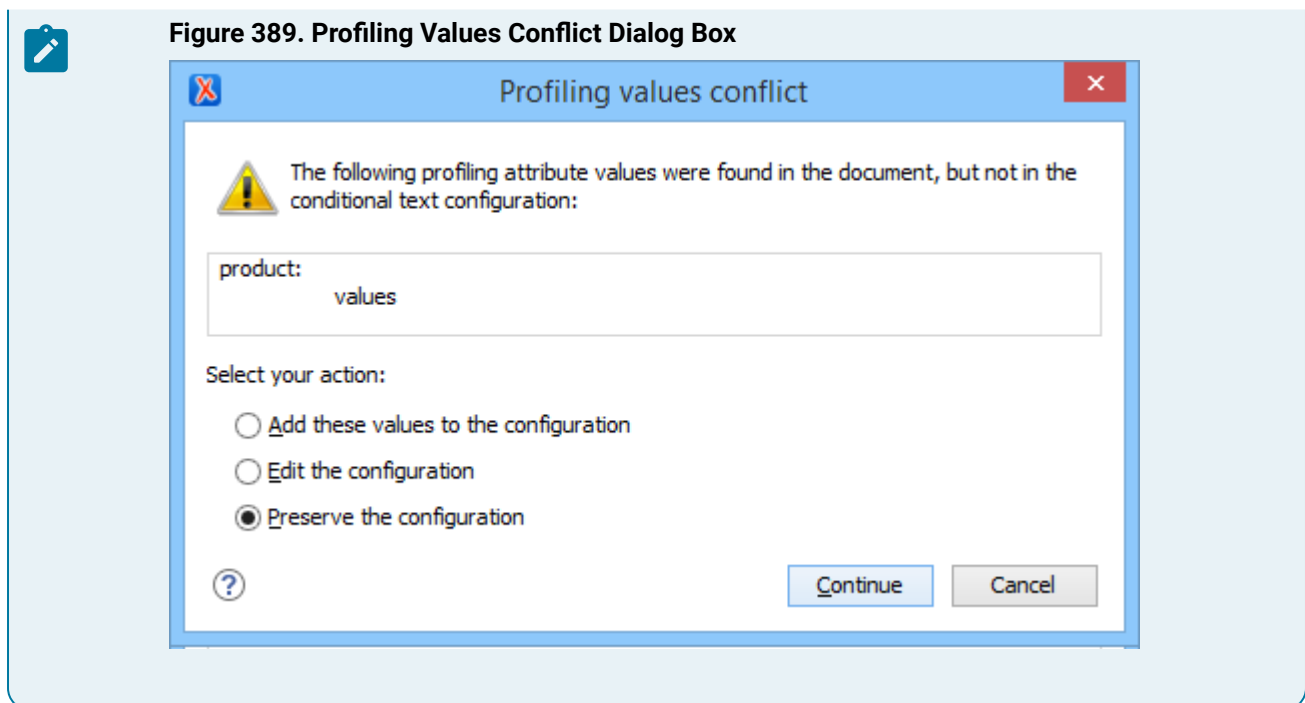 Figure 389. Profiling Values Conflict Dialog Box
Profiling values conflict
The following profiling attribute values were found in the document, but not in the
conditional text configuration:
product:
values
Select your action:
Add these values to the configuration
Edit the configuration
Preserve the configuration
Continue
Cancel